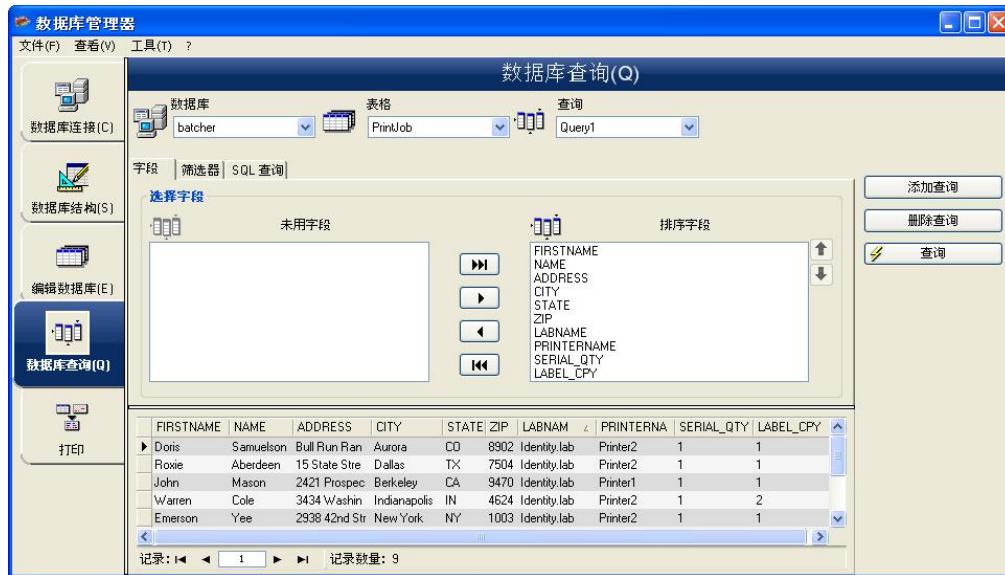 数据库管理器
文件(F) 查看(V) 工具(T) ?
数据库连接(C)
数据库结构(S)
编辑数据库(E)
数据库查询(Q)
打印
数据库查询(Q)
数据库 表格 查询
batcher PrintJob Query1
字段 筛选器 SQL 查询
选择字段
未用字段 排序字段
FIRSTNAME
NAME
ADDRESS
CITY
STATE
ZIP
LABNAME
PRINTERNAME
SERIAL_QTY
LABEL_CPY
添加查询
删除查询
查询
FIRSTNAME NAME ADDRESS CITY STATE ZIP LABNAM PRINTERNA SERIAL_QTY LABEL_CPY
Doris Samuelson Bull Run Ran Aurora CO 8902 Identity.lab Printer2 1 1
Roxie Aberdeen 15 State Stre Dallas TX 7504 Identity.lab Printer2 1 1
John Mason 2421 Prospec Berkeley CA 9470 Identity.lab Printer1 1 1
Warren Cole 3434 Washin Indianapolis IN 4624 Identity.lab Printer2 1 2
Emerson Yee 2938 42nd Str New York NY 1003 Identity.lab Printer2 1 1
记录: 1 记录数量: 9